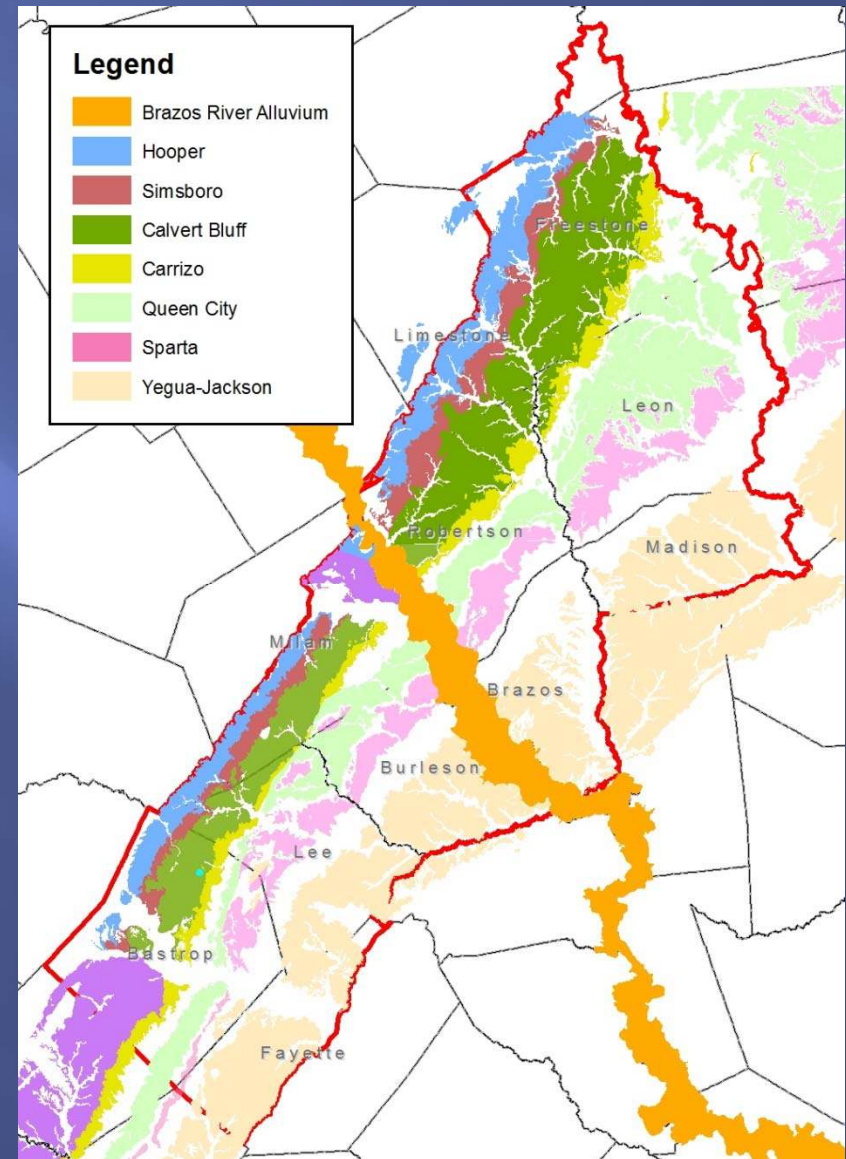 Legend
Brazos River Alluvium
Hooper
Simsboro
Calvert Bluff
Carrizo
Queen City
Sparta
Yegua-Jackson
Freestone
Limestone
Leon
Robertson
Madison
Milam
Brazos
Burleson
Lee
Bastrop
Fayette